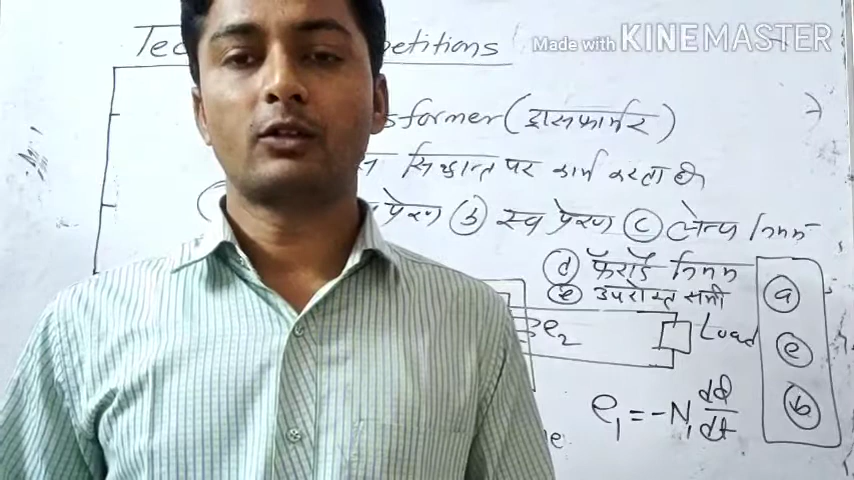 Made with KINEMASTER
Tec petitions
sformer (ट्रांसफार्मर)
सिद्धान्त पर कार्य करता है
प्रेरण (b) स्व प्रेरण (c) लेन्ज नियम
(d) फैराडे नियम
(e) उपरोक्त सभी
(a)
e2 Load
(e)
e1 = -N1 dΦ/dt
(b)